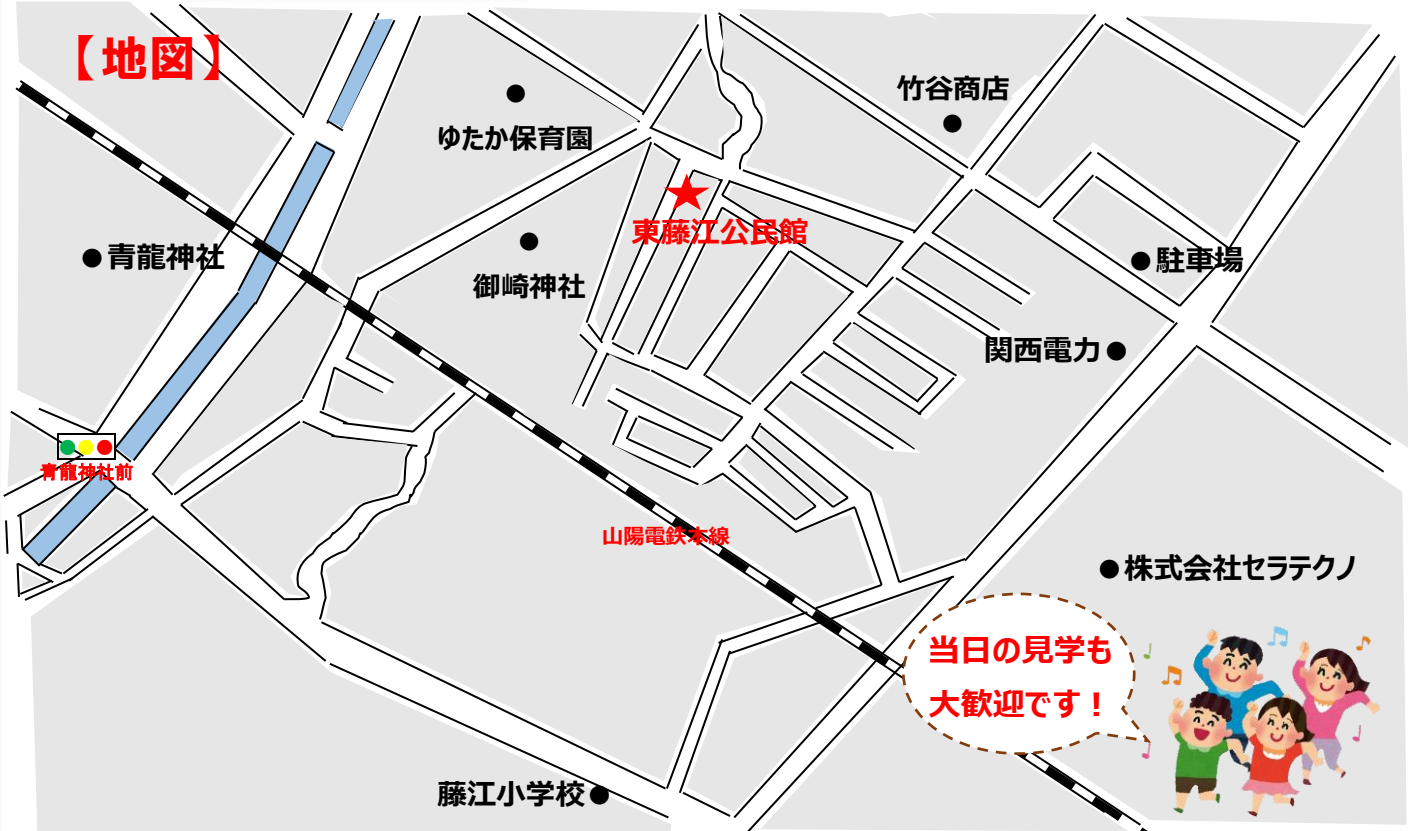 【地図】
竹谷商店
ゆたか保育園
東藤江公民館
青龍神社
駐車場
御崎神社
関西電力
青龍神社前
山陽電鉄本線
株式会社セラテクノ
当日の見学も
大歓迎です！
藤江小学校